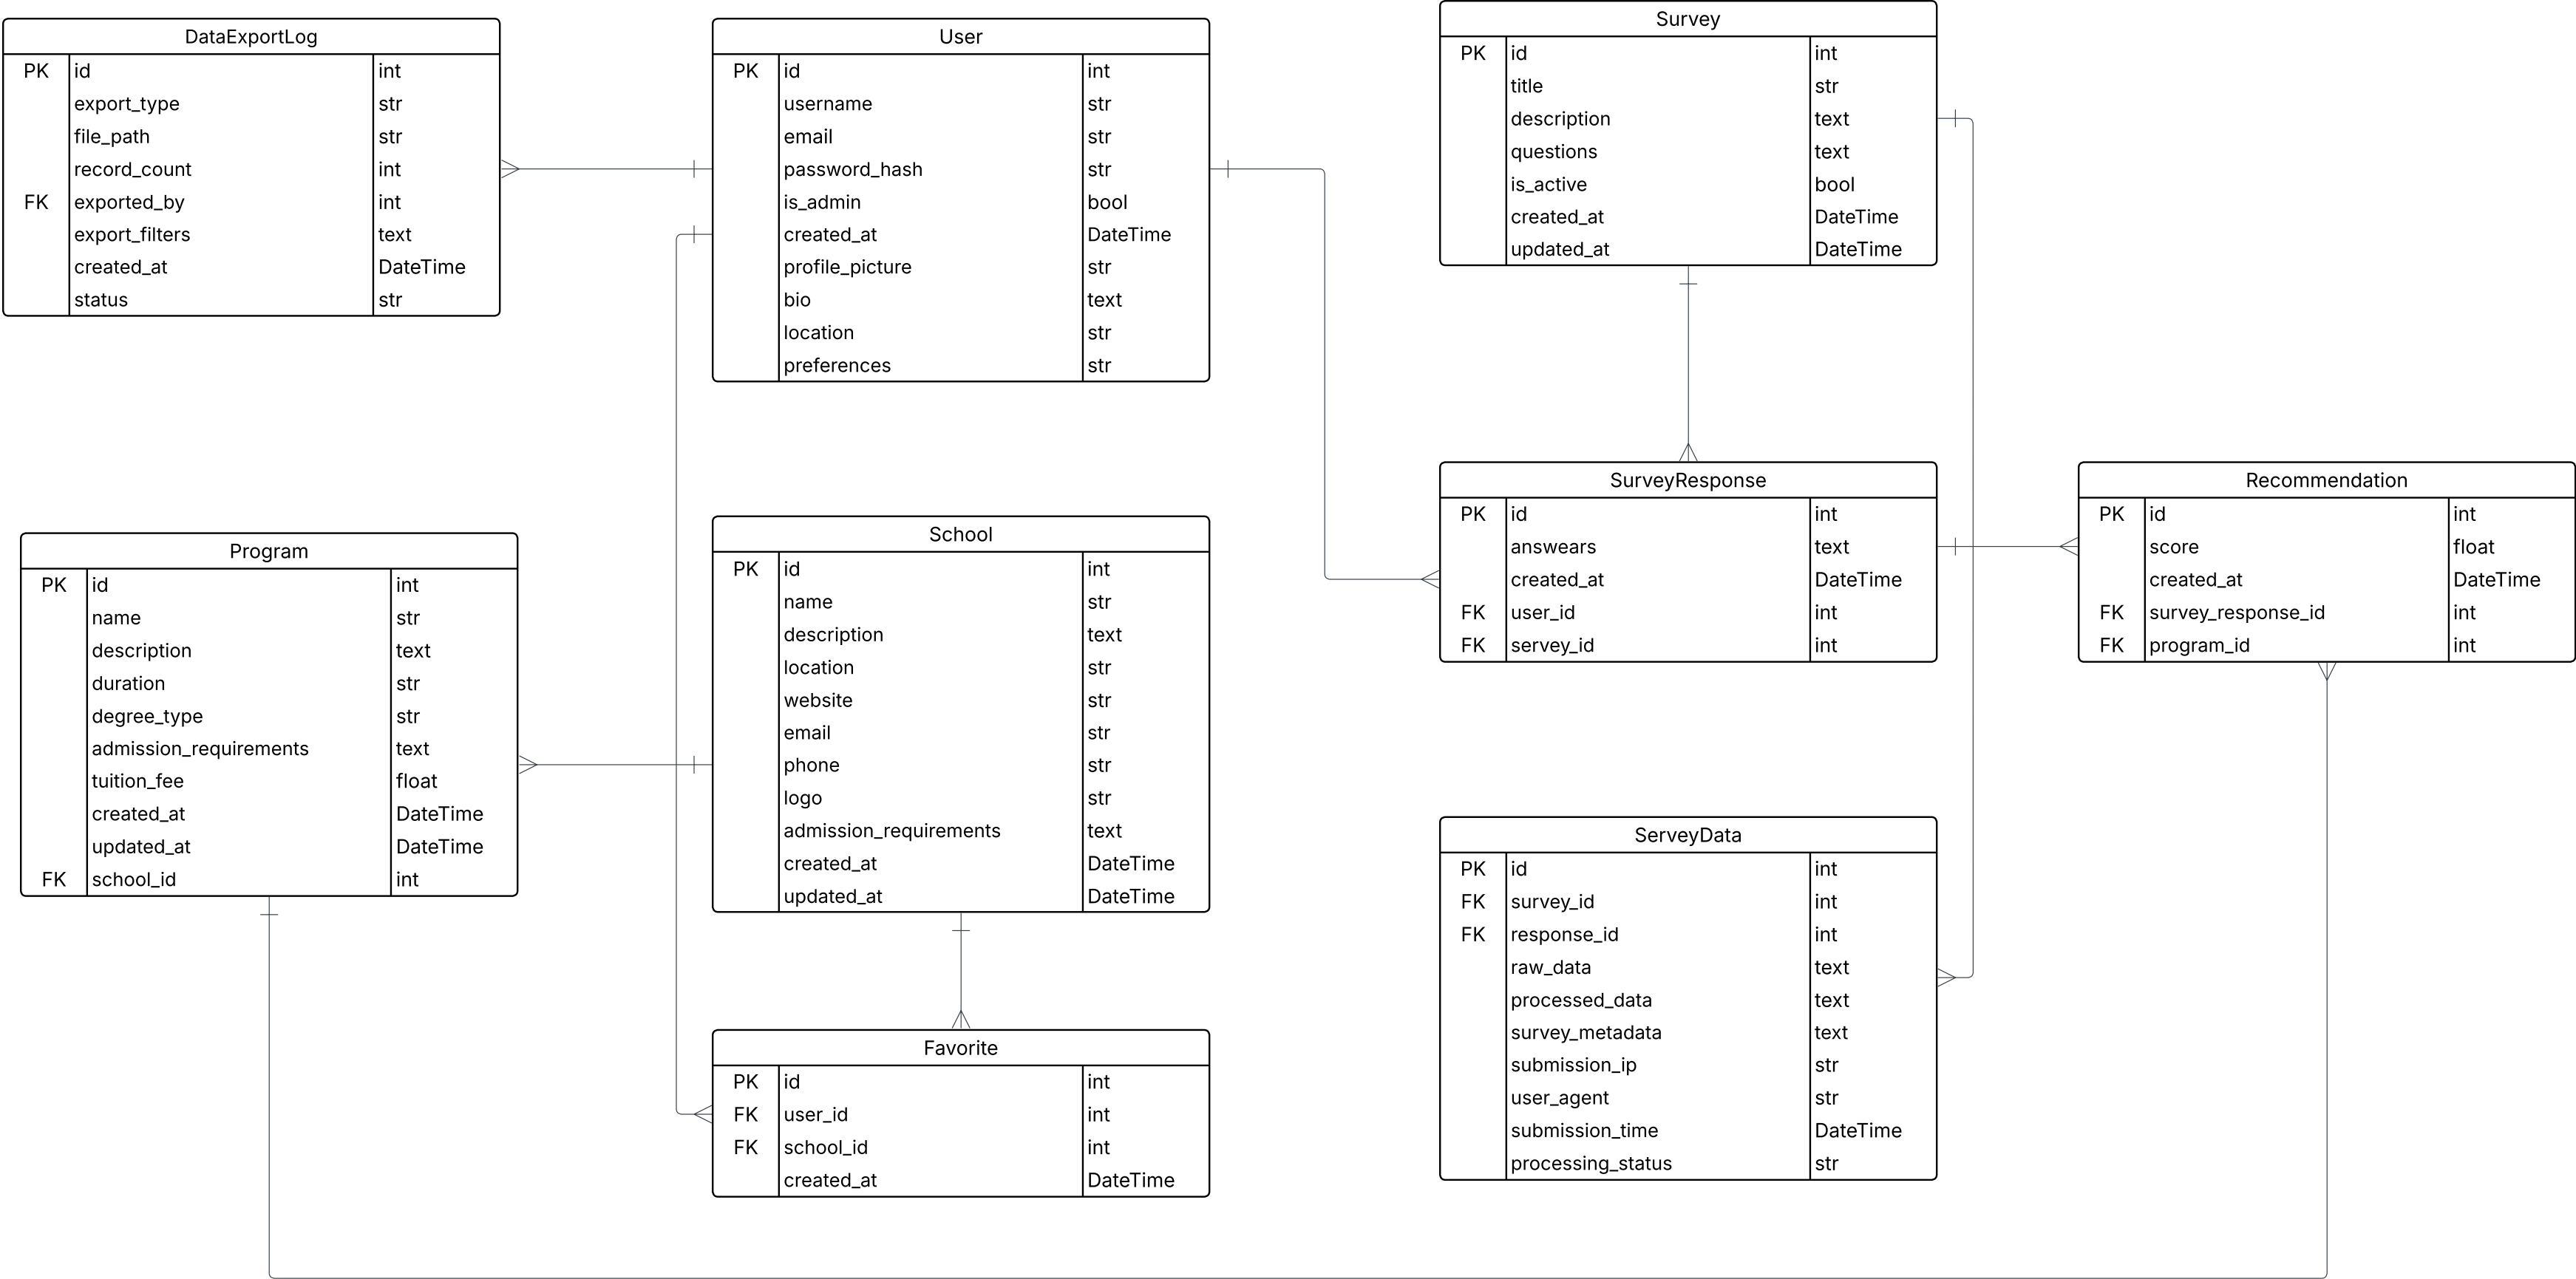 DataExportLog
PK id int
export_type str
file_path str
record_count int
FK exported_by int
export_filters text
created_at DateTime
status str
User
PK id int
username str
email str
password_hash str
is_admin bool
created_at DateTime
profile_picture str
bio text
location str
preferences str
Survey
PK id int
title str
description text
questions text
is_active bool
created_at DateTime
updated_at DateTime
Program
PK id int
name str
description text
duration str
degree_type str
admission_requirements text
tuition_fee float
created_at DateTime
updated_at DateTime
FK school_id int
School
PK id int
name str
description text
location str
website str
email str
phone str
logo str
admission_requirements text
created_at DateTime
updated_at DateTime
SurveyResponse
PK id int
answears text
created_at DateTime
FK user_id int
FK servey_id int
Recommendation
PK id int
score float
created_at DateTime
FK survey_response_id int
FK program_id int
Favorite
PK id int
FK user_id int
FK school_id int
created_at DateTime
ServeyData
PK id int
FK survey_id int
FK response_id int
raw_data text
processed_data text
survey_metadata text
submission_ip str
user_agent str
submission_time DateTime
processing_status str